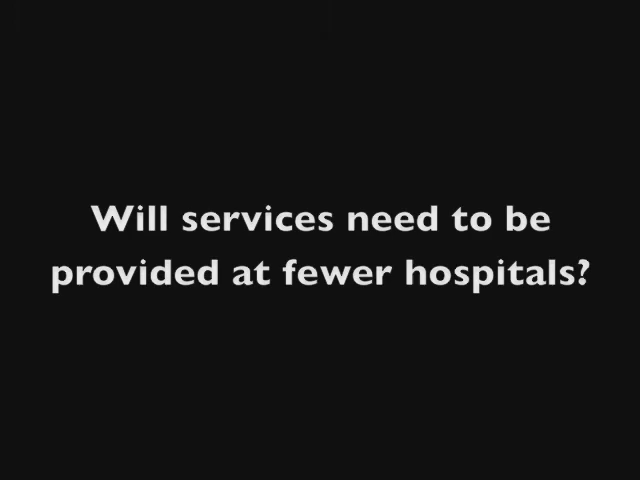 Will services need to be
provided at fewer hospitals?